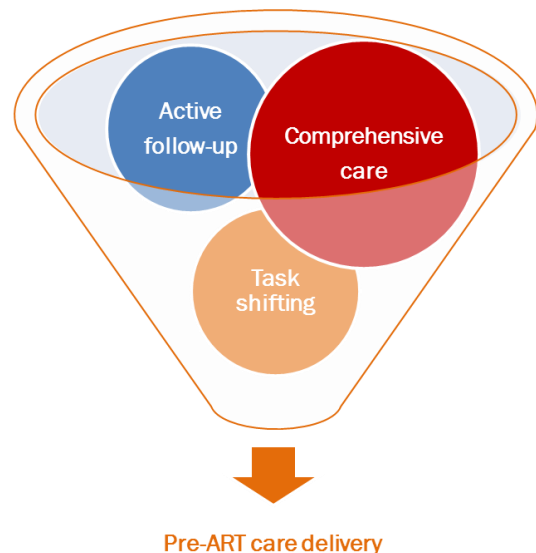 Active
follow-up
Comprehensive
care
Task
shifting
Pre-ART care delivery